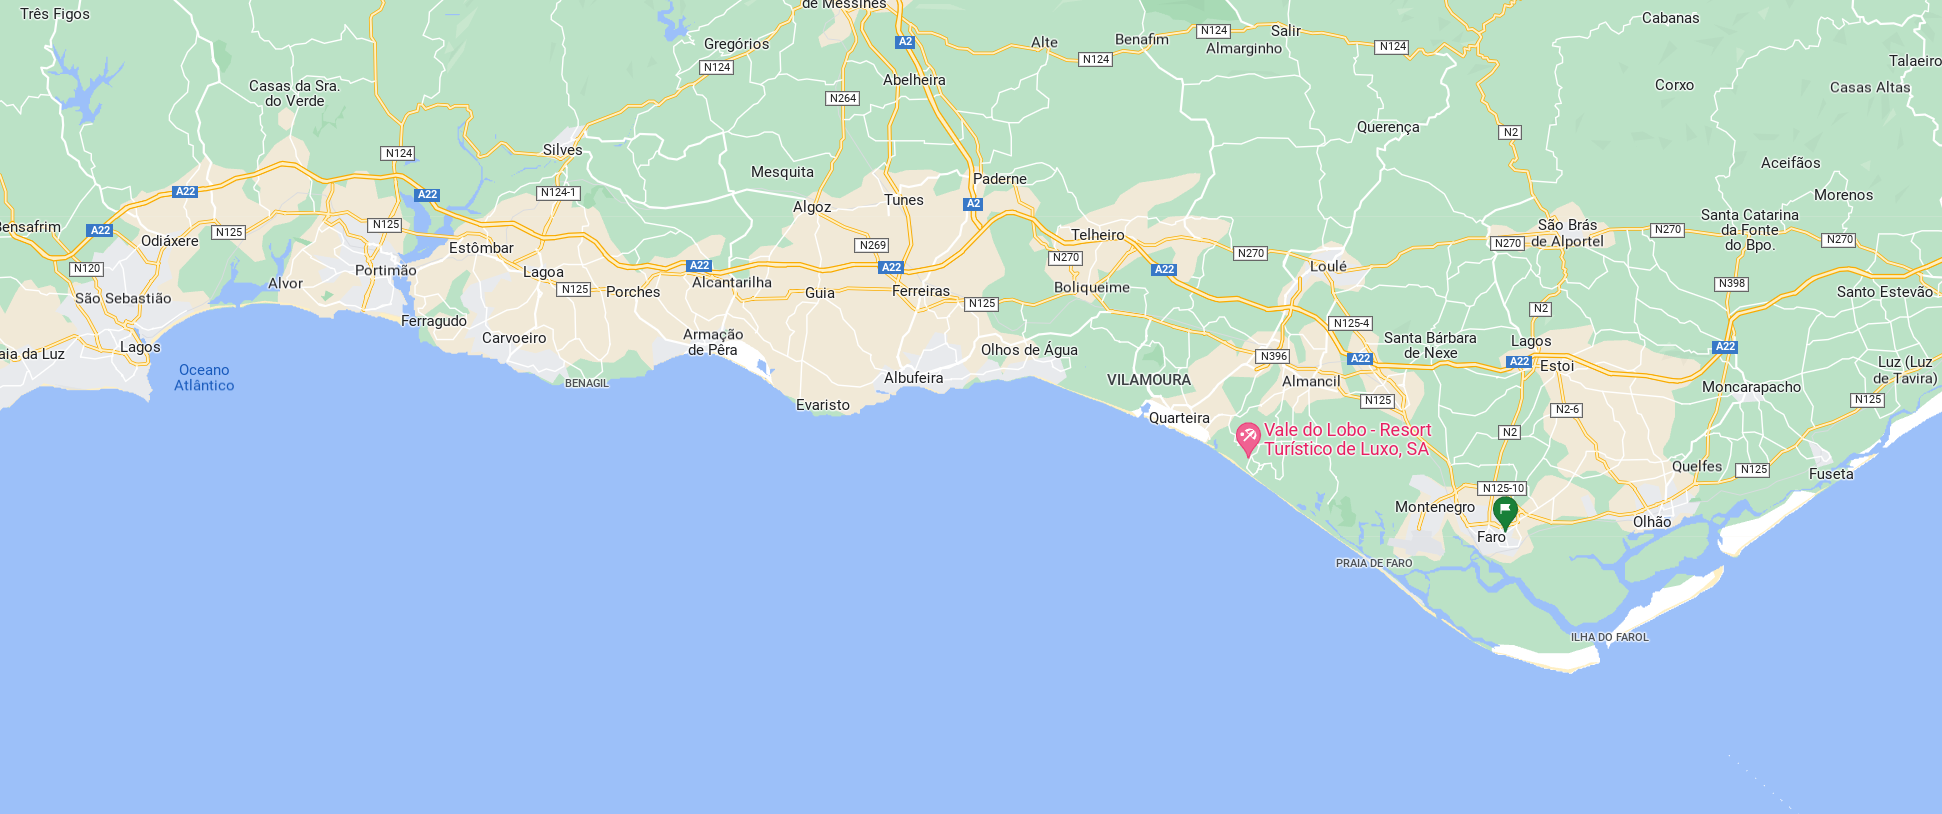 Três Figos
de Messines
Cabanas
Gregórios
A2
Alte
Benafim
N124
Salir
Almarginho
N124
N124
N124
Talaeiro
Casas da Sra.
do Verde
Abelheira
N264
Corxo
Casas Altas
Querença
N2
N124
Silves
Mesquita
Paderne
Aceifãos
A22
A22
N124-1
Algoz
Tunes
A2
Morenos
Bensafrim
A22
Odiáxere
N125
N125
Estômbar
N269
Telheiro
N270
São Brás
de Alportel
N270
N270
Santa Catarina
da Fonte
do Bpo.
N270
N120
São Sebastião
Alvor
Portimão
Lagoa
N125
Porches
A22
Alcantarilha
Guia
A22
Ferreiras
N125
N270
Boliqueime
A22
Loulé
N2
N398
Santo Estevão
Ferragudo
Carvoeiro
Armação
de Pêra
Olhos de Água
N125-4
Santa Bárbara
de Nexe
Lagos
A22
aia da Luz
Lagos
Oceano
Atlântico
BENAGIL
Evaristo
Albufeira
VILAMOURA
Quarteira
N396
Almancil
A22
N125
A22
Estoi
N2-6
Moncarapacho
Luz (Luz
de Tavira)
N125
Vale do Lobo - Resort
Turístico de Luxo, SA
N2
Quelfes
N125
Fuseta
N125-10
Montenegro
Faro
Olhão
PRAIA DE FARO
ILHA DO FAROL